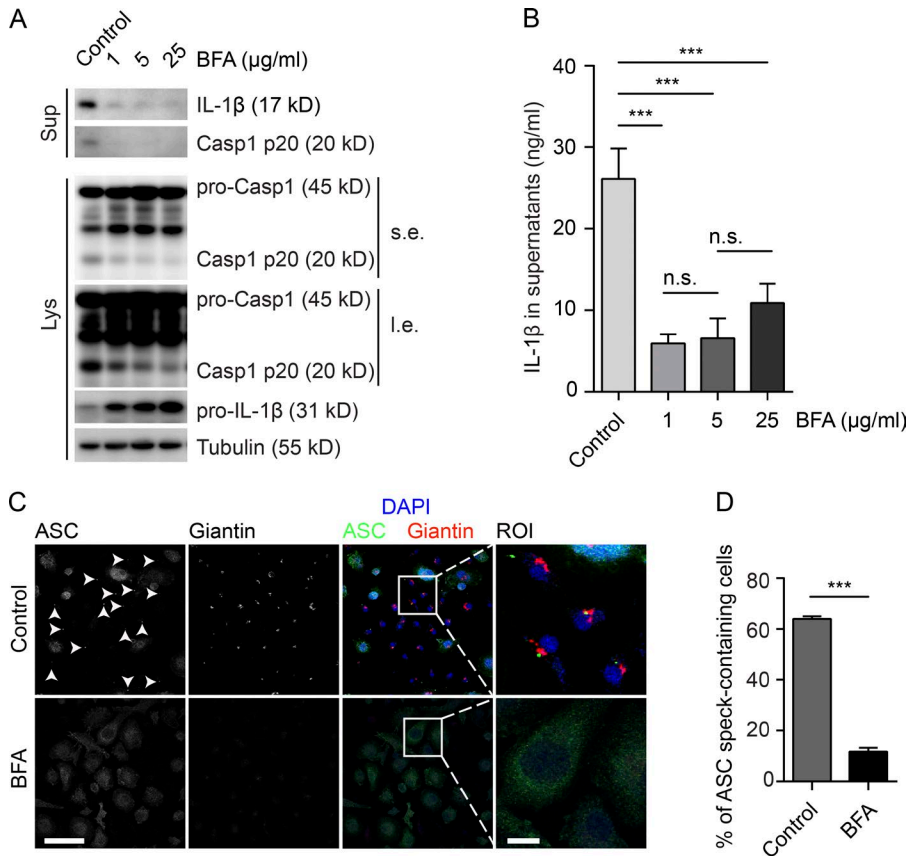 A
Control
1
5
25
BFA (µg/ml)
Sup
IL-1β (17 kD)
Casp1 p20 (20 kD)
Lys
pro-Casp1 (45 kD)
s.e.
Casp1 p20 (20 kD)
pro-Casp1 (45 kD)
l.e.
Casp1 p20 (20 kD)
pro-IL-1β (31 kD)
Tubulin (55 kD)
B
IL-1β in supernatants (ng/ml)
40
30
20
10
0
***
***
***
n.s.
n.s.
Control
1
5
25
BFA (µg/ml)
C
DAPI
ASC
Giantin
ASC Giantin
ROI
Control
BFA
D
% of ASC speck-containing cells
80
60
40
20
0
***
Control
BFA